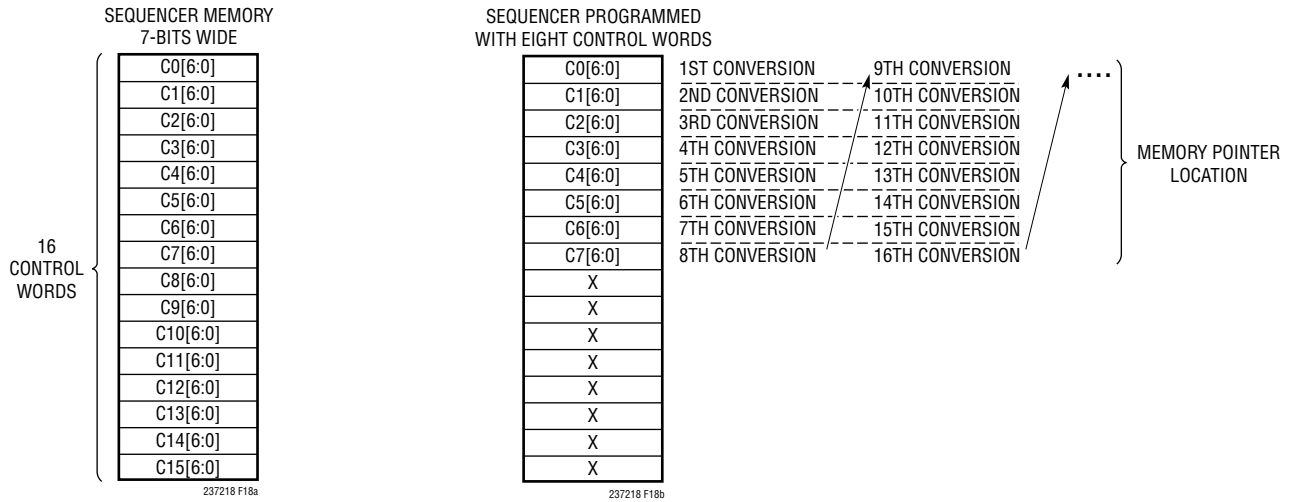 SEQUENCER MEMORY
7-BITS WIDE
C0[6:0]
C1[6:0]
C2[6:0]
C3[6:0]
C4[6:0]
C5[6:0]
C6[6:0]
C7[6:0]
C8[6:0]
C9[6:0]
C10[6:0]
C11[6:0]
C12[6:0]
C13[6:0]
C14[6:0]
C15[6:0]
16
CONTROL
WORDS
237218 F18a
SEQUENCER PROGRAMMED
WITH EIGHT CONTROL WORDS
C0[6:0] 1ST CONVERSION 9TH CONVERSION ....
C1[6:0] 2ND CONVERSION 10TH CONVERSION
C2[6:0] 3RD CONVERSION 11TH CONVERSION
C3[6:0] 4TH CONVERSION 12TH CONVERSION
C4[6:0] 5TH CONVERSION 13TH CONVERSION
C5[6:0] 6TH CONVERSION 14TH CONVERSION
C6[6:0] 7TH CONVERSION 15TH CONVERSION
C7[6:0] 8TH CONVERSION 16TH CONVERSION
X
X
X
X
X
X
X
X
MEMORY POINTER
LOCATION
237218 F18b